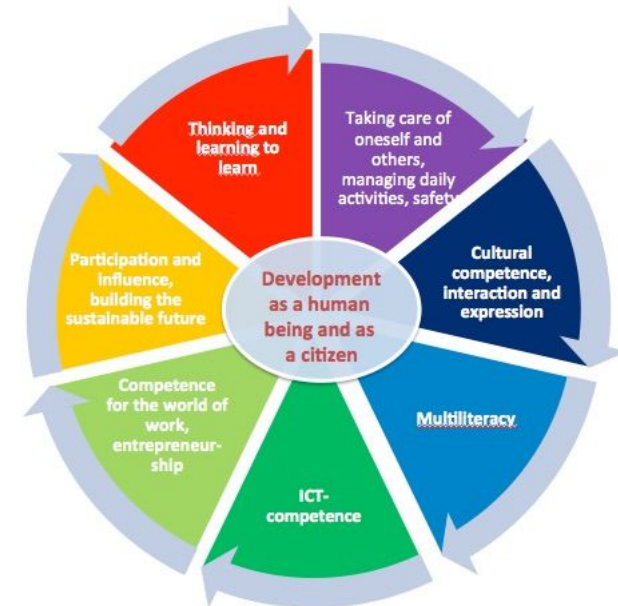 Thinking and
learning to
learn
Taking care of
oneself and
others,
managing daily
activities, safety
Cultural
competence,
interaction and
expression
Multiliteracy
ICT-
competence
Competence
for the world of
work,
entrepreneur-
ship
Participation and
influence,
building the
sustainable future
Development
as a human
being and as
a citizen